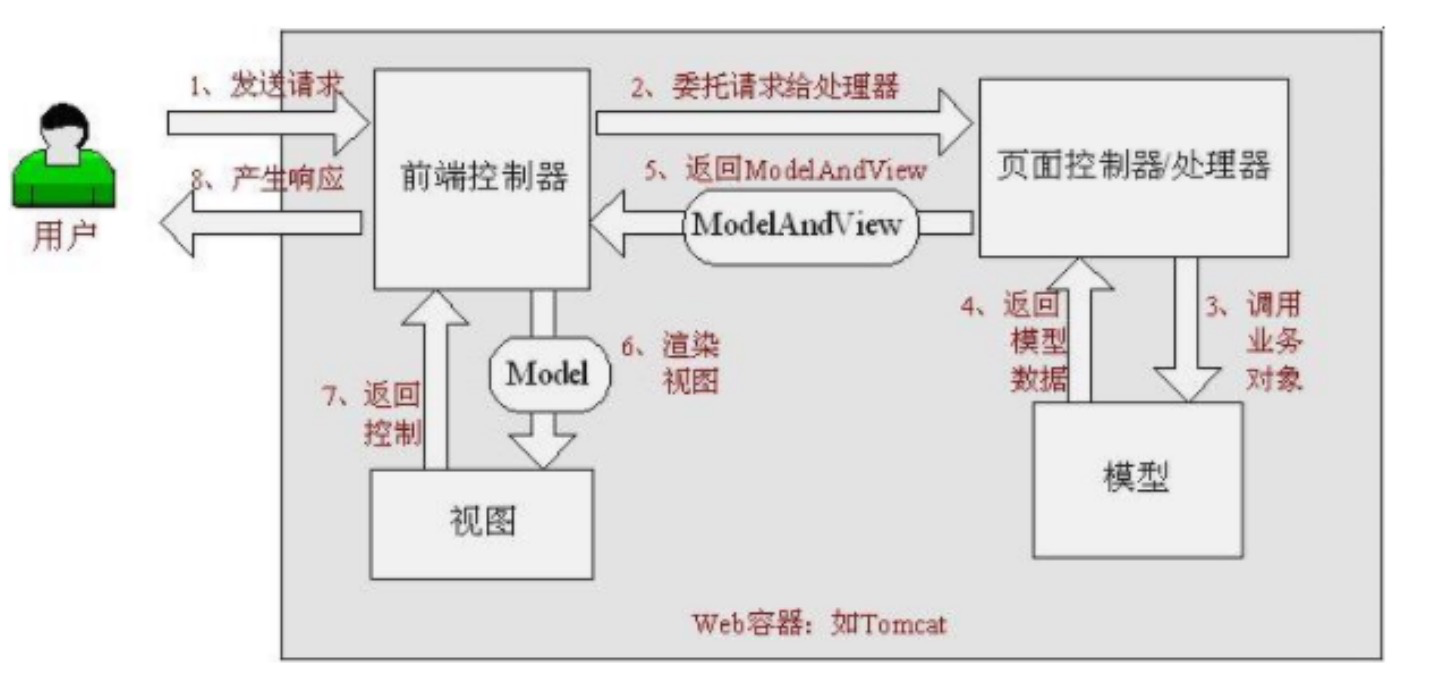 1、发送请求
2、委托请求给处理器
前端控制器
页面控制器/处理器
8、产生响应
5、返回ModelAndView
ModelAndView
用户
4、返回
模型
数据
3、调用
业务
对象
6、渲染
视图
Model
7、返回
控制
视图
模型
Web容器：如Tomcat